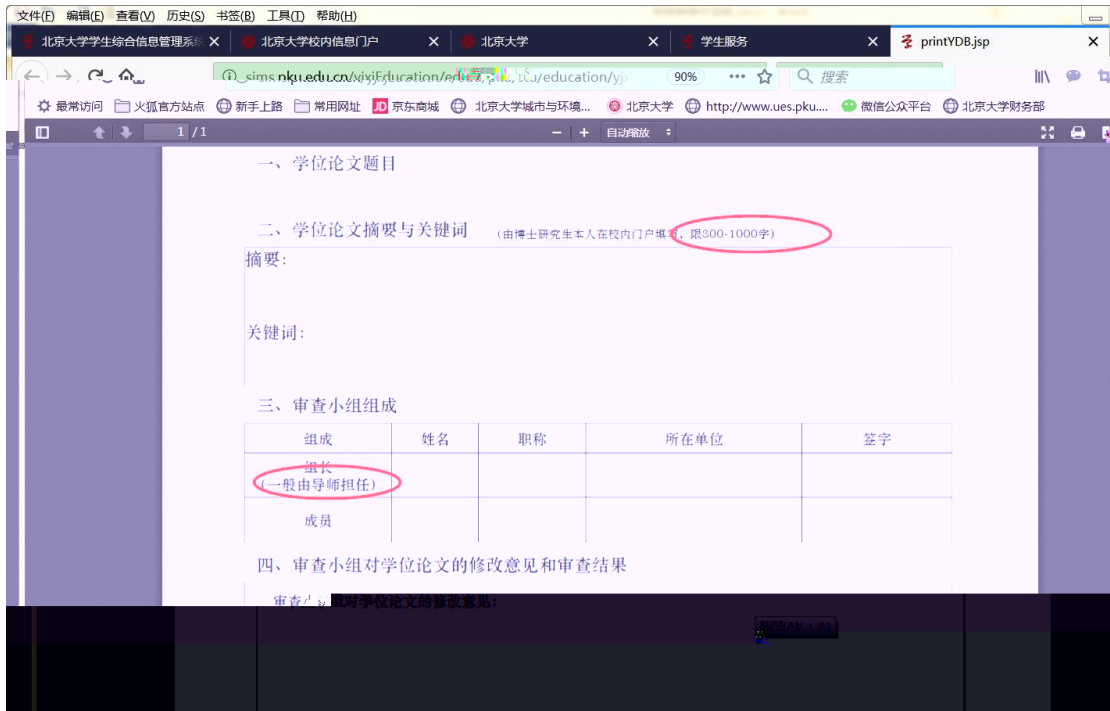 文件(F) 编辑(E) 查看(V) 历史(S) 书签(B) 工具(T) 帮助(H)
北京大学学生综合信息管理系统 北京大学校内信息门户 北京大学 学生服务 printYDB.jsp
90% 搜索
最常访问 火狐官方站点 新手上路 常用网址 JD 京东商城 北京大学城市与环境... 北京大学 http://www.ues.pku.... 微信公众平台 北京大学财务部
1 / 1 自动缩放
一、学位论文题目
二、学位论文摘要与关键词 (由博士研究生本人在校内门户填写, 限800-1000字)
摘要:
关键词:
三、审查小组组成
组成 姓名 职称 所在单位 签字
组长
(一般由导师担任)
成员
四、审查小组对学位论文的修改意见和审查结果
审查小组对学位论文的修改意见: